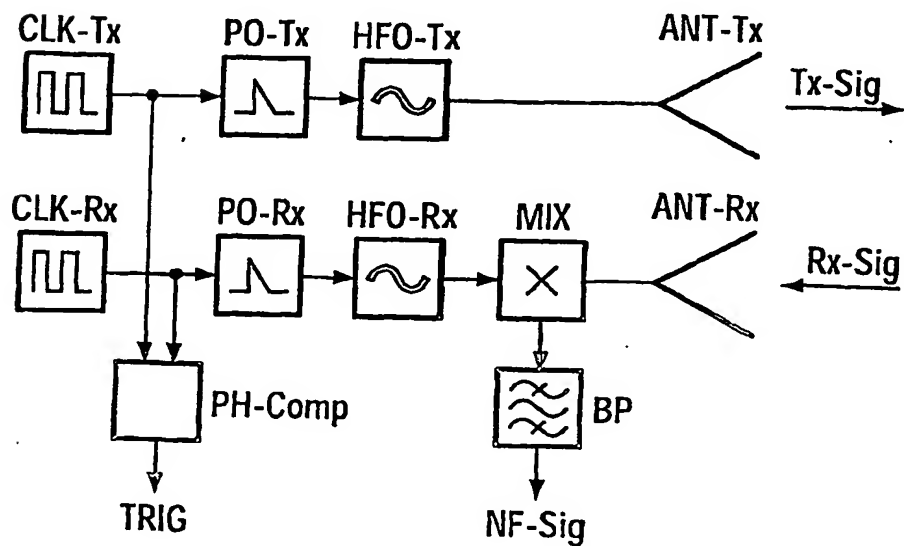 CLK-Tx
PO-Tx
HFO-Tx
ANT-Tx
Tx-Sig
CLK-Rx
PO-Rx
HFO-Rx
MIX
ANT-Rx
Rx-Sig
PH-Comp
BP
TRIG
NF-Sig